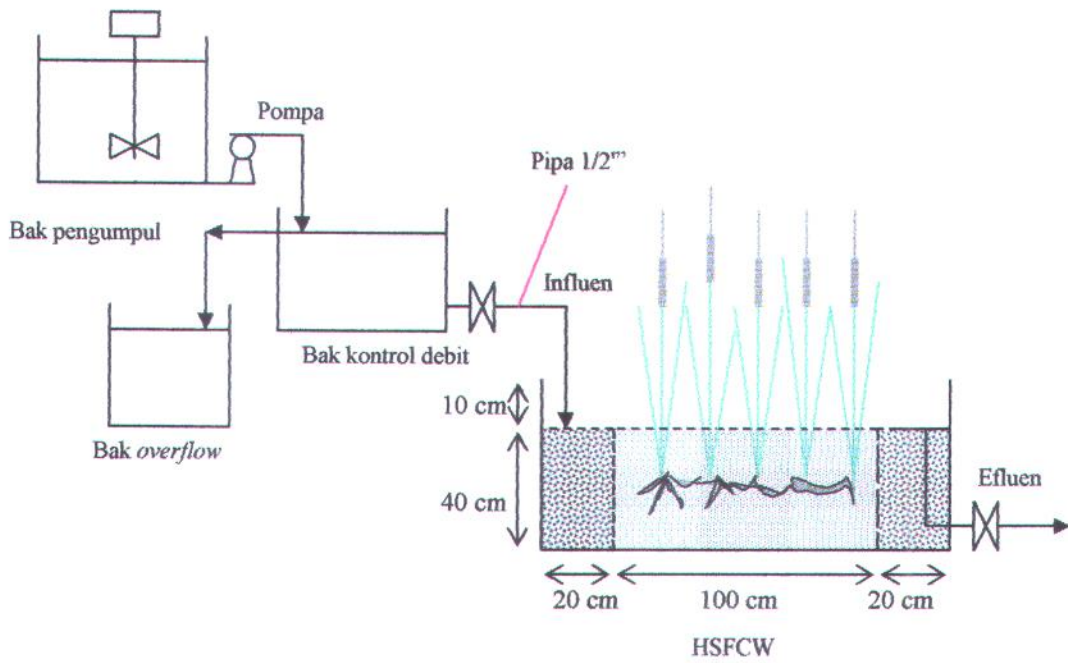 Pompa
Pipa 1/2"'
Bak pengumpul
Influen
Bak kontrol debit
10 cm
Bak overflow
40 cm
Efluen
20 cm
100 cm
20 cm
HSFCW